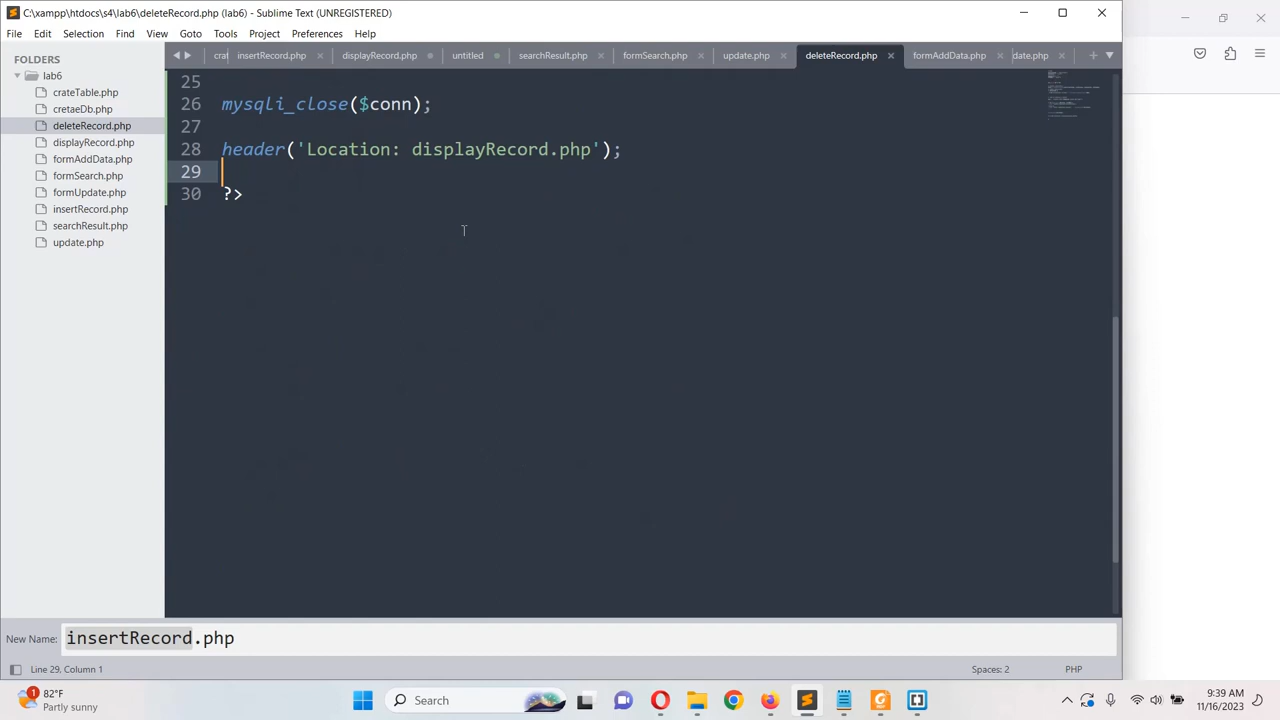 C:\xampp\htdocs\s4\lab6\deleteRecord.php (lab6) - Sublime Text (UNREGISTERED)
File Edit Selection Find View Goto Tools Project Preferences Help
FOLDERS
lab6
crateTable.php
cretaeDb.php
deleteRecord.php
displayRecord.php
formAddData.php
formSearch.php
formUpdate.php
insertRecord.php
searchResult.php
update.php
crat insertRecord.php displayRecord.php untitled searchResult.php formSearch.php update.php deleteRecord.php formAddData.php date.php
25
26 mysqli_close($conn);
27
28 header('Location: displayRecord.php');
29
30 ?>
New Name: insertRecord.php
Line 29, Column 1 Spaces: 2 PHP
1 82°F
Partly sunny
Search
9:39 AM
11/16/2023